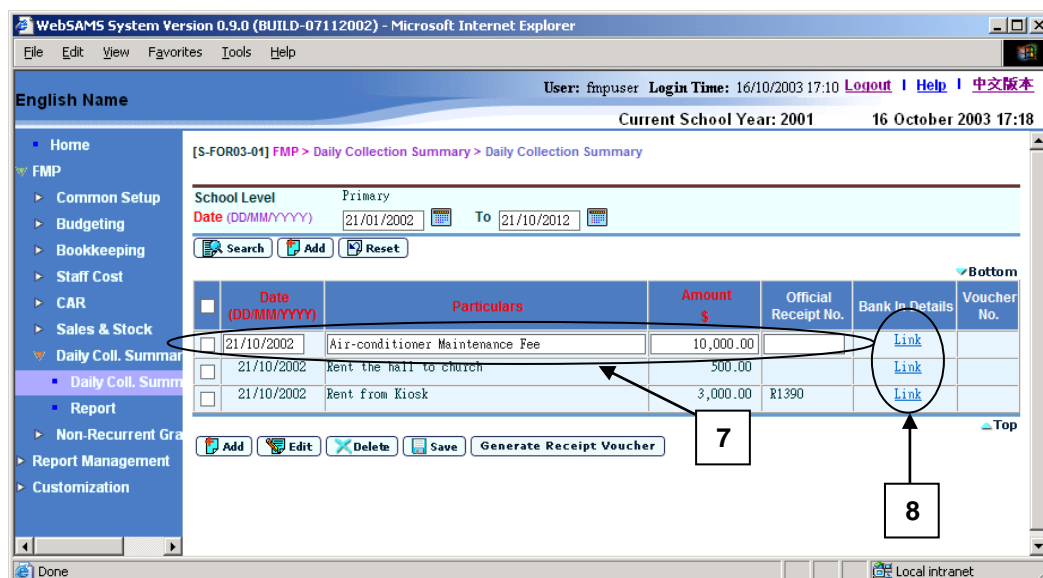 WebSAMS System Version 0.9.0 (BUILD-07112002) - Microsoft Internet Explorer
File Edit View Favorites Tools Help
User: fmpuser Login Time: 16/10/2003 17:10 Logout | Help | 中文版本
English Name
Current School Year: 2001 16 October 2003 17:18
Home
FMP
Common Setup
Budgeting
Bookkeeping
Staff Cost
CAR
Sales & Stock
Daily Coll. Summar
Daily Coll. Summ
Report
Non-Recurrent Gra
Report Management
Customization
[S-FOR03-01] FMP > Daily Collection Summary > Daily Collection Summary
School Level Primary
Date (DD/MM/YYYY) 21/01/2002 To 21/10/2012
Search Add Reset
Bottom
Date (DD/MM/YYYY) Particulars Amount $ Official Receipt No. Bank In Details Voucher No.
21/10/2002 Air-conditioner Maintenance Fee 10,000.00 Link
21/10/2002 Rent the hall to church 500.00 Link
21/10/2002 Rent from Kiosk 3,000.00 R1390 Link
Top
Add Edit Delete Save Generate Receipt Voucher
7
8
Done Local intranet